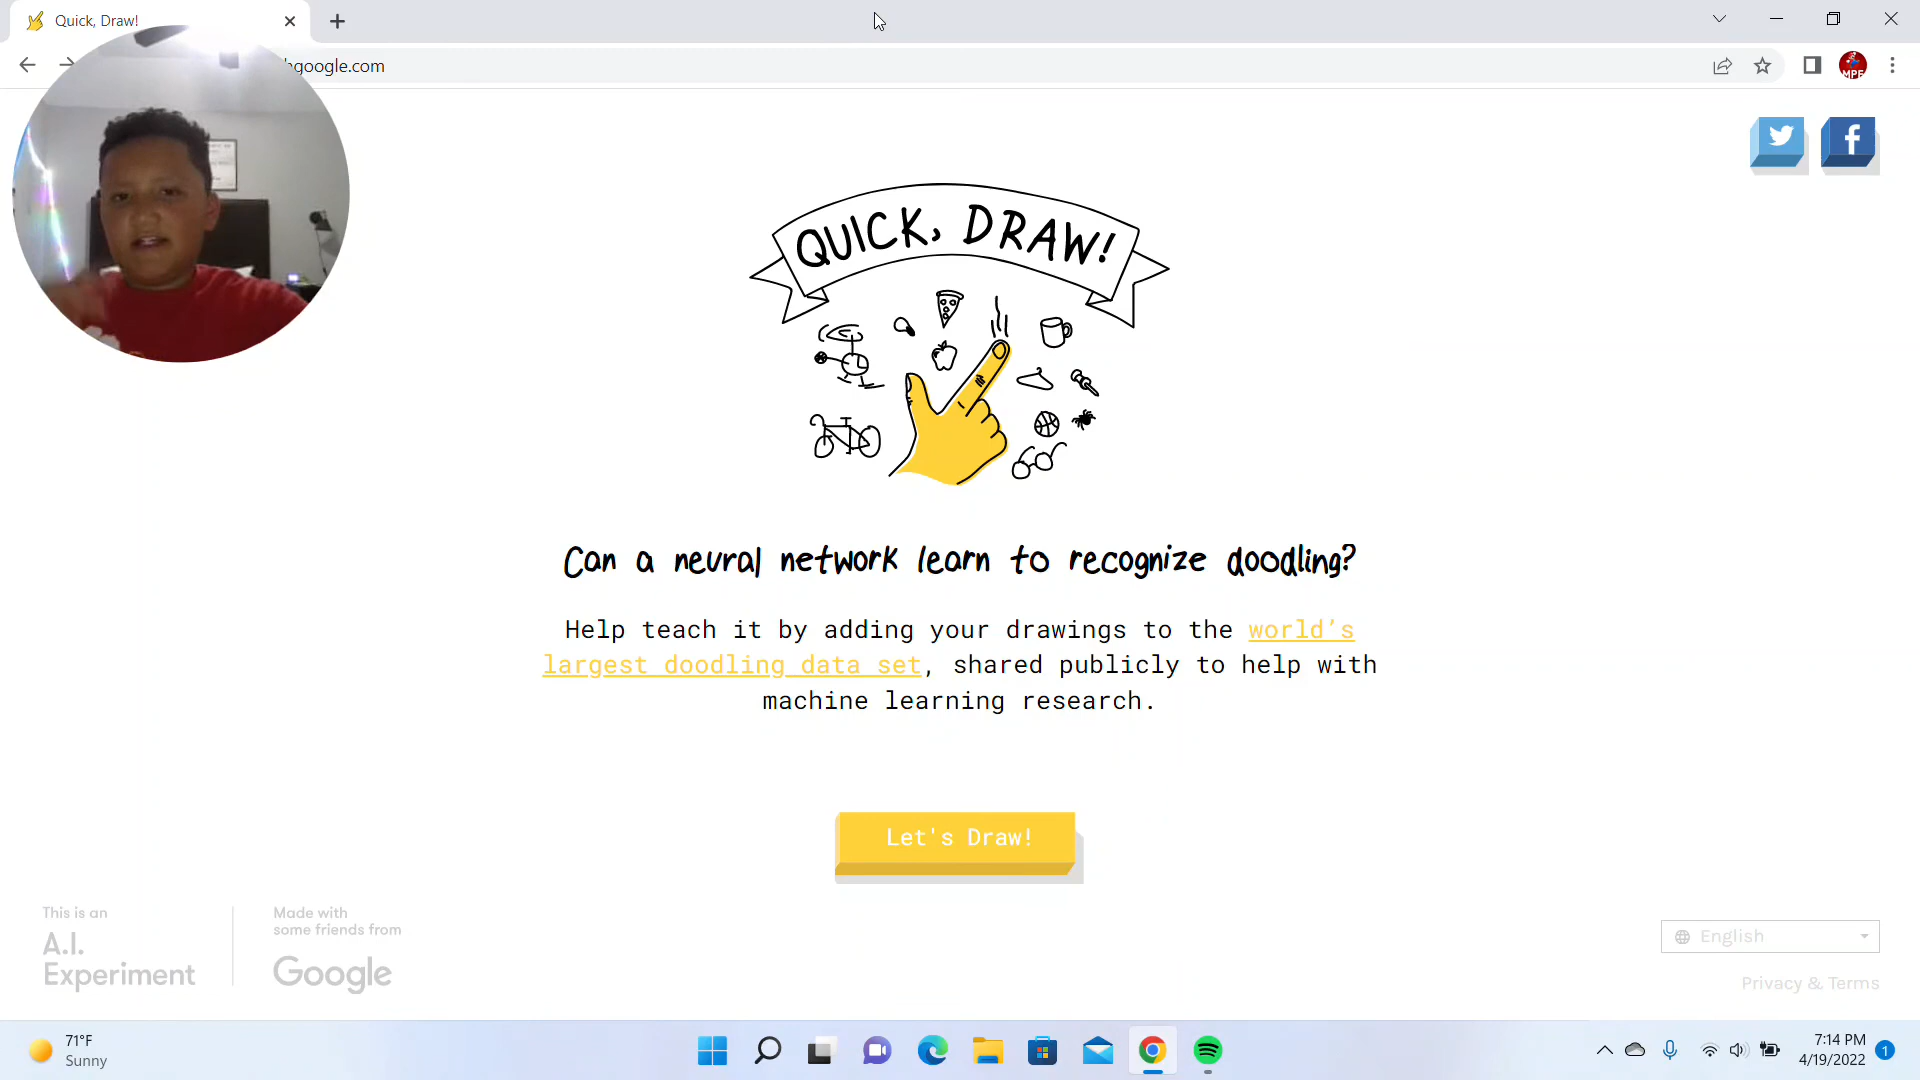 Quick, Draw!
hgoogle.com
MPF
QUICK, DRAW!
Can a neural network learn to recognize doodling?
Help teach it by adding your drawings to the world's
largest doodling data set, shared publicly to help with
machine learning research.
Let's Draw!
This is an
A.I.
Experiment
Made with
some friends from
Google
English
Privacy & Terms
71°F
Sunny
7:14 PM
4/19/2022
1